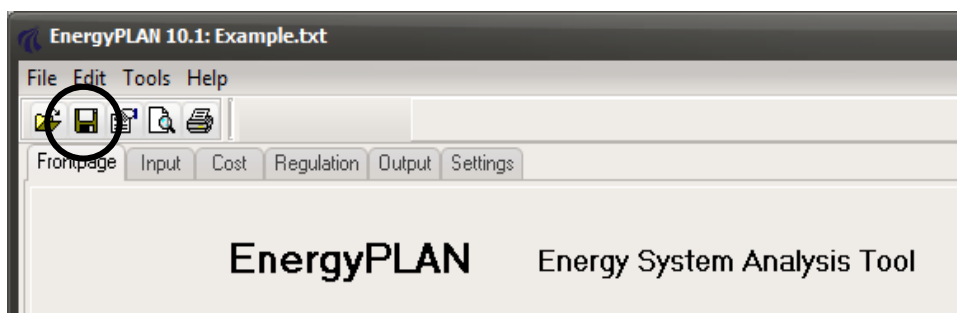 EnergyPLAN 10.1: Example.txt
File Edit Tools Help
Frontpage Input Cost Regulation Output Settings
EnergyPLAN Energy System Analysis Tool